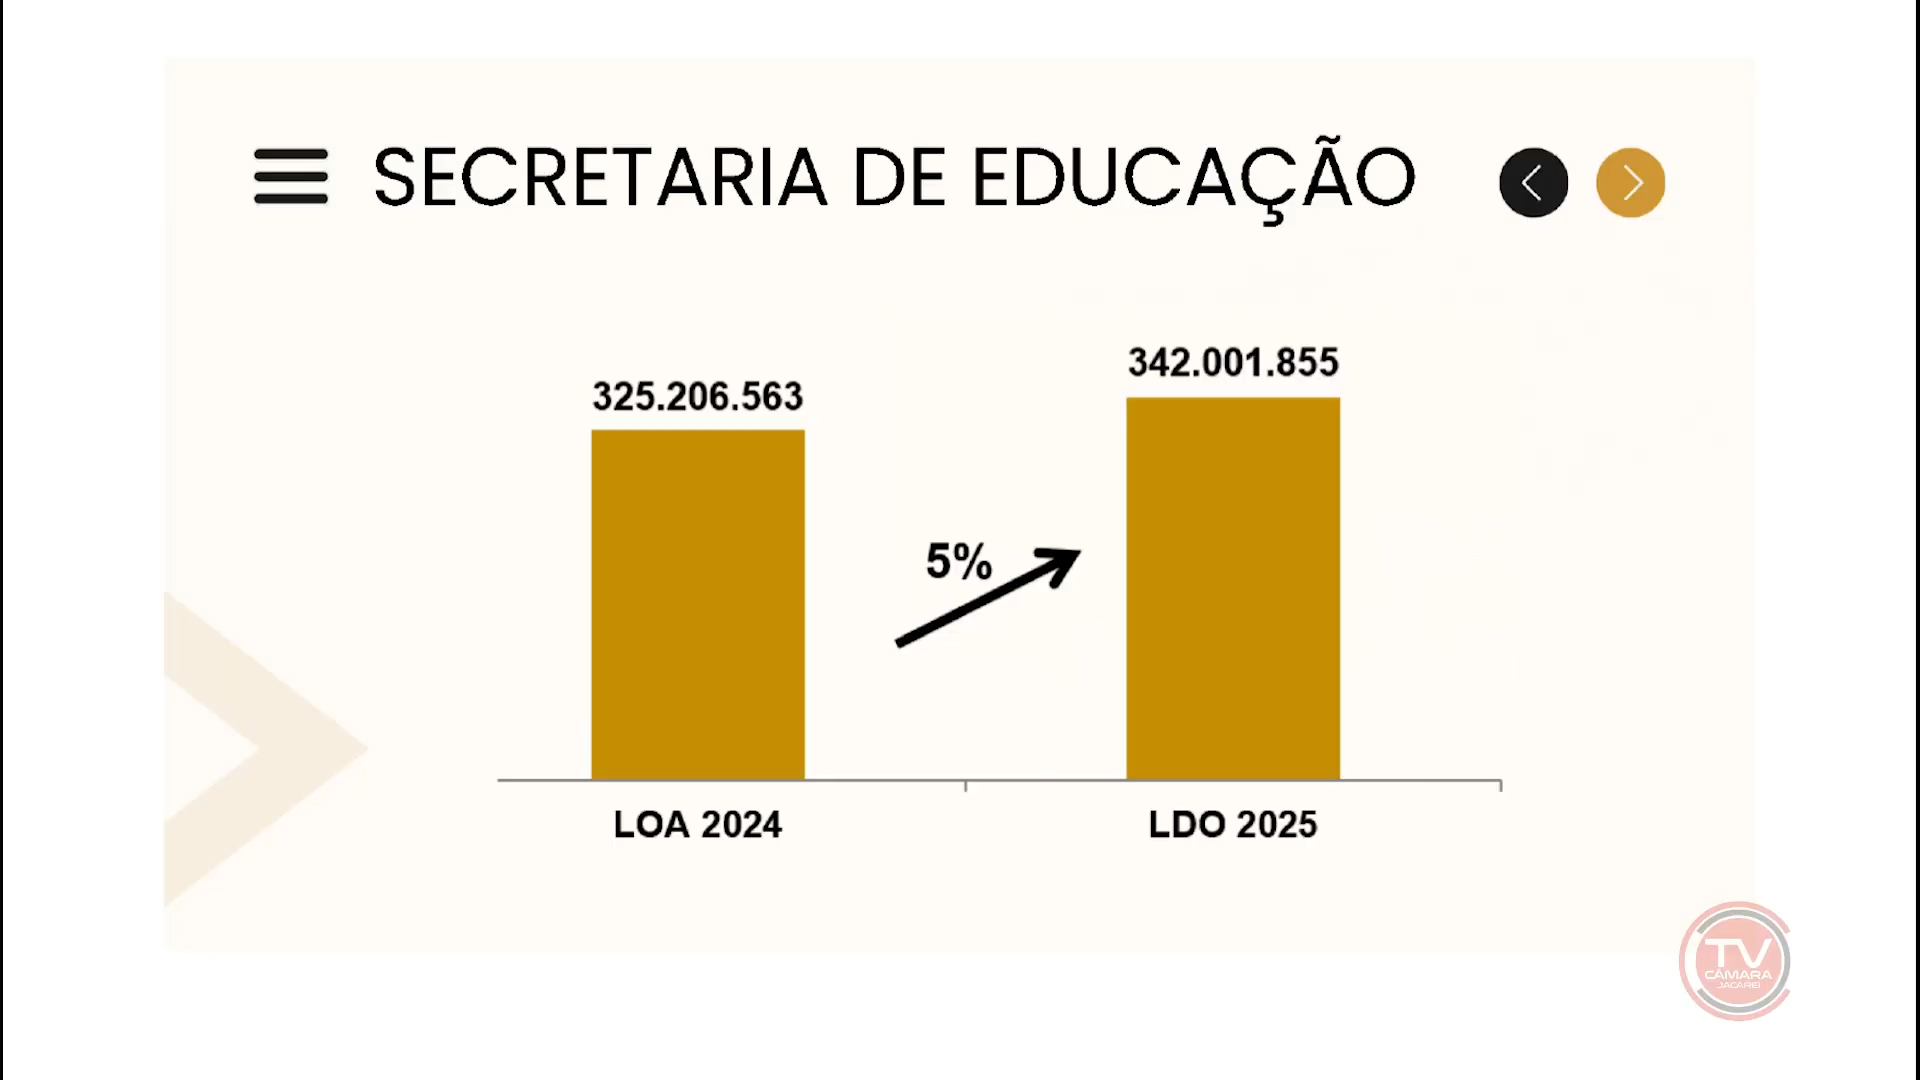 SECRETARIA DE EDUCAÇÃO
342.001.855
325.206.563
5%
LOA 2024
LDO 2025
TV
CÂMARA
JACAREÍ